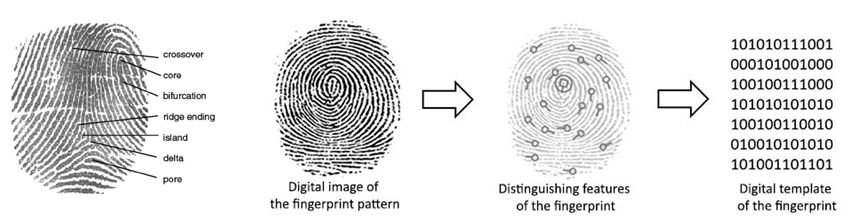 crossover
core
bifurcation
ridge ending
island
delta
pore
Digital image of
the fingerprint pattern
Distinguishing features
of the fingerprint
101010111001
000101001000
100100111000
101010101010
100100110010
010010101010
101001101101
Digital template
of the fingerprint